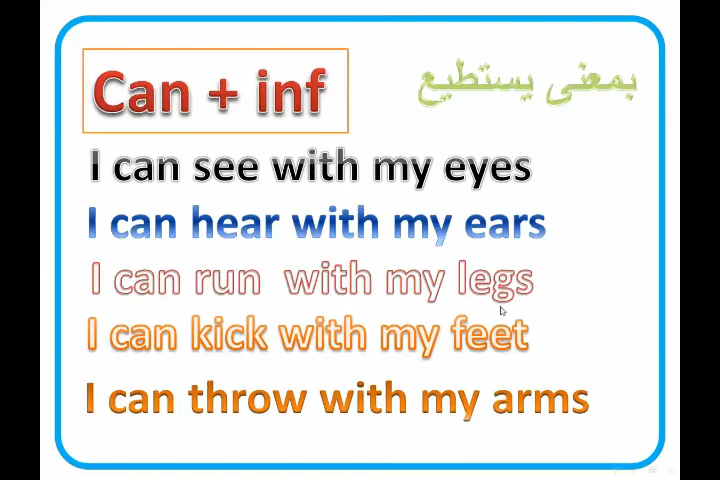 Can + inf
بمعنى يستطيع
I can see with my eyes
I can hear with my ears
I can run with my legs
I can kick with my feet
I can throw with my arms